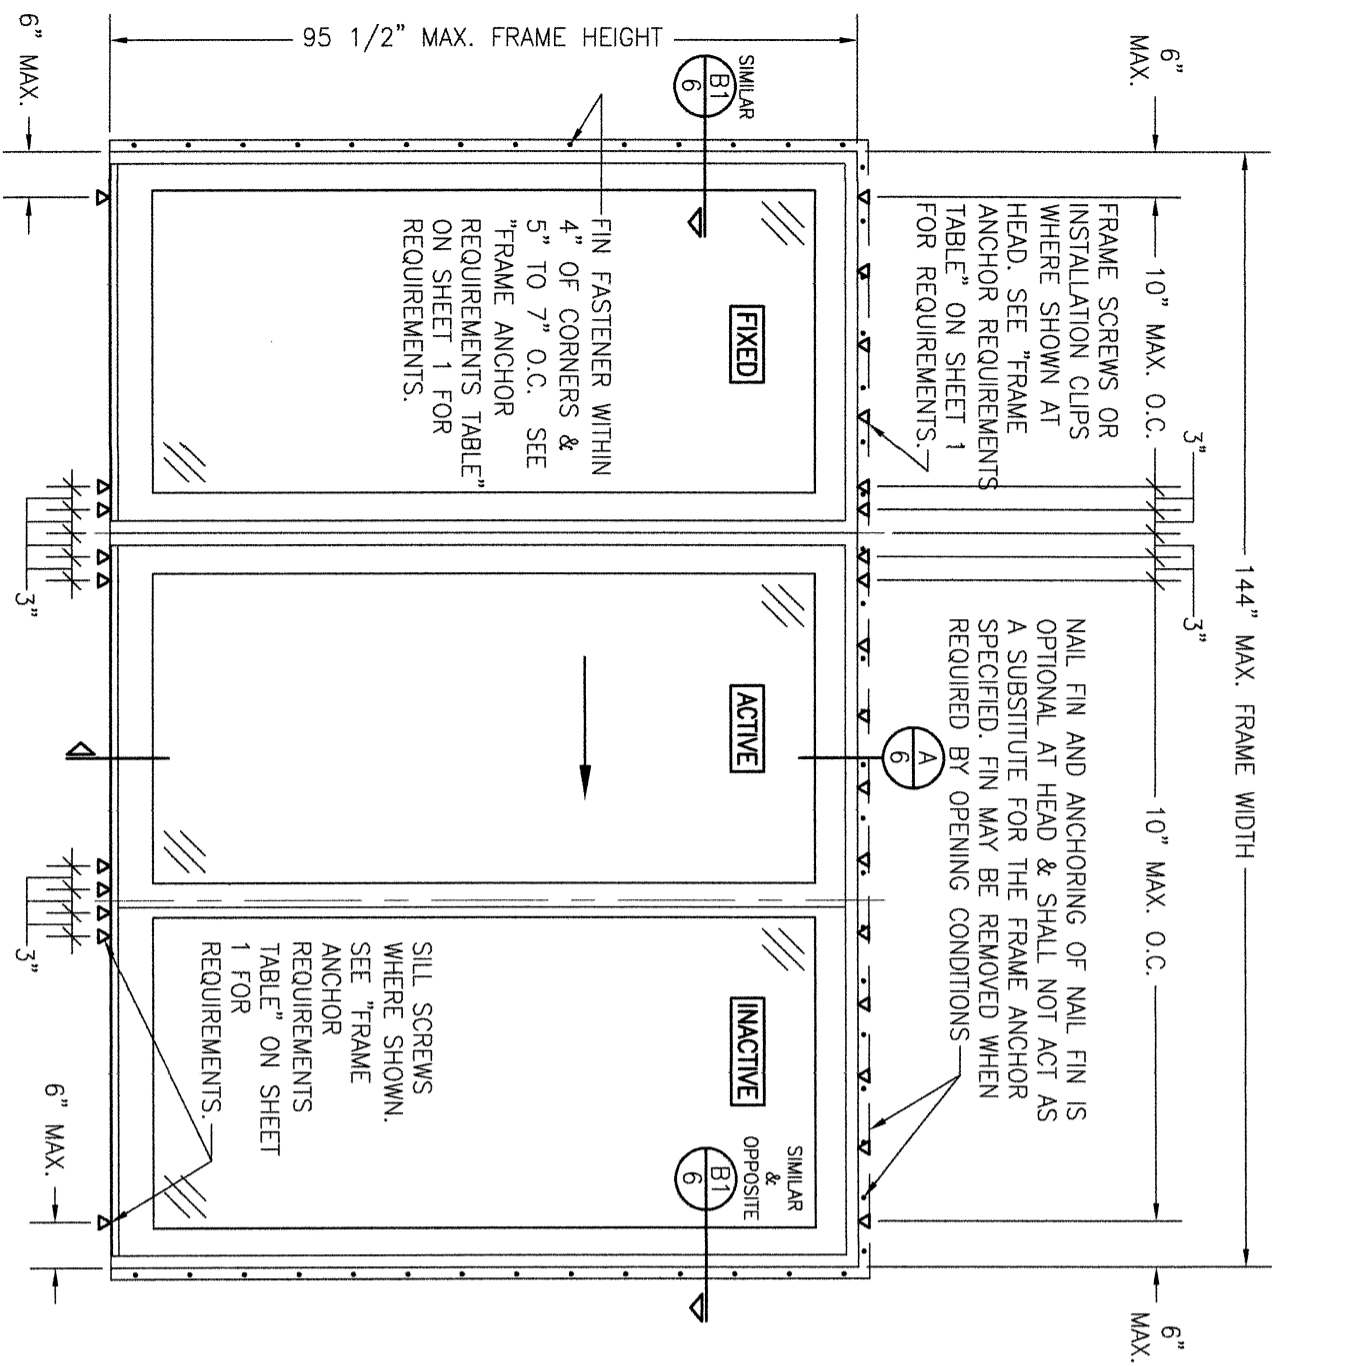 144" MAX. FRAME WIDTH
6"
MAX.
10" MAX. O.C.
3"
3"
10" MAX. O.C.
6"
MAX.
FRAME SCREWS OR
INSTALLATION CLIPS
WHERE SHOWN AT
HEAD. SEE "FRAME
ANCHOR REQUIREMENTS
TABLE" ON SHEET 1
FOR REQUIREMENTS.
NAIL FIN AND ANCHORING OF NAIL FIN IS
OPTIONAL AT HEAD & SHALL NOT ACT AS
A SUBSTITUTE FOR THE FRAME ANCHOR
SPECIFIED. FIN MAY BE REMOVED WHEN
REQUIRED BY OPENING CONDITIONS
A
6
95 1/2" MAX. FRAME HEIGHT
SIMILAR
B1
6
FIXED
ACTIVE
INACTIVE
SIMILAR
&
OPPOSITE
B1
6
FIN FASTENER WITHIN
4" OF CORNERS &
5" TO 7" O.C. SEE
"FRAME ANCHOR
REQUIREMENTS TABLE"
ON SHEET 1 FOR
REQUIREMENTS.
SILL SCREWS
WHERE SHOWN.
SEE "FRAME
ANCHOR
REQUIREMENTS
TABLE" ON SHEET
1 FOR
REQUIREMENTS.
6" MAX.
3"
3"
6" MAX.